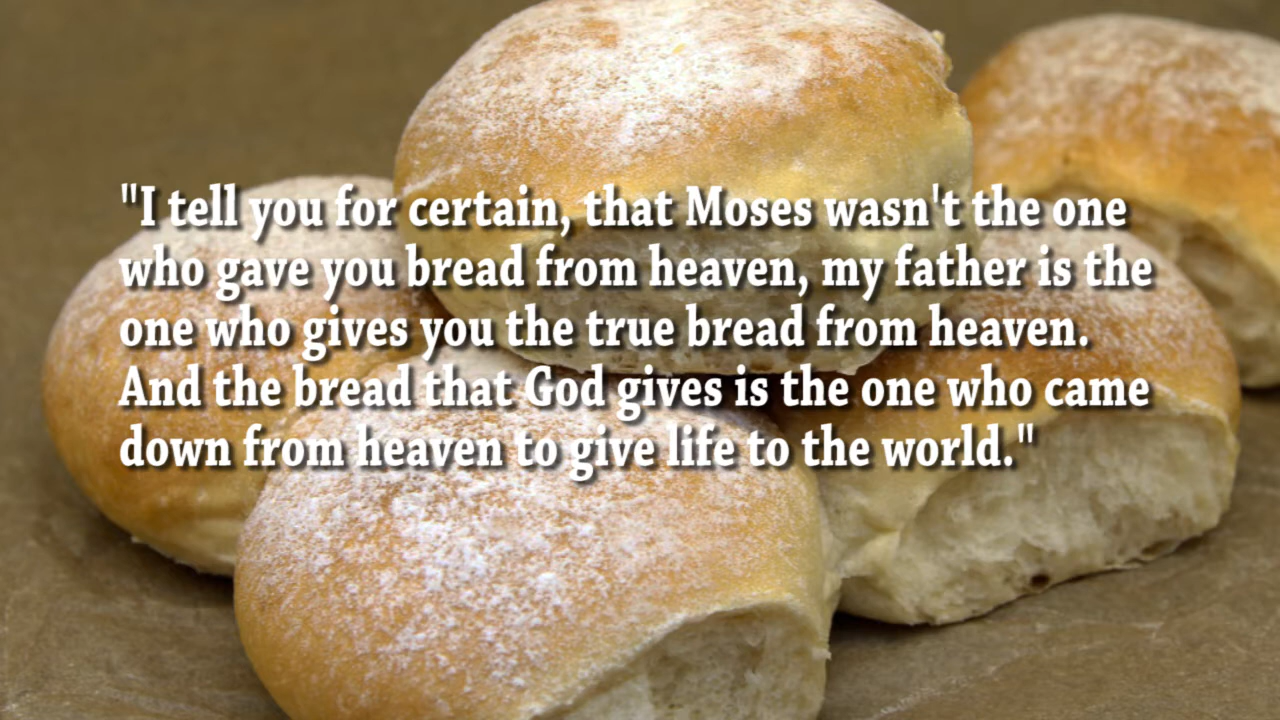 "I tell you for certain, that Moses wasn't the one
who gave you bread from heaven, my father is the
one who gives you the true bread from heaven.
And the bread that God gives is the one who came
down from heaven to give life to the world."